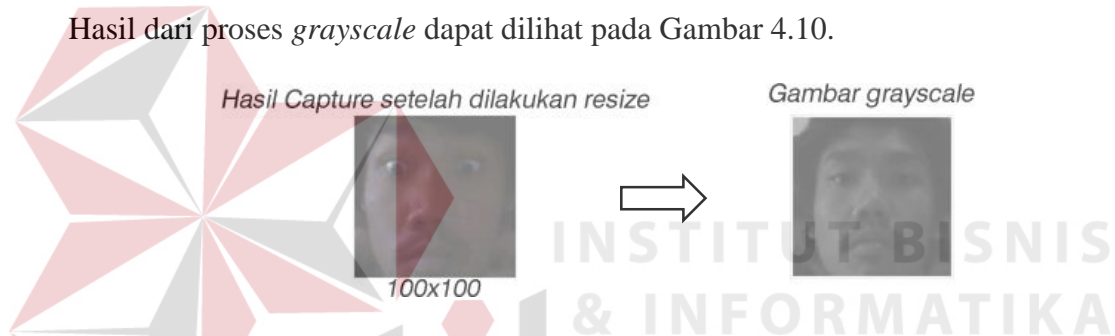 Hasil dari proses grayscale dapat dilihat pada Gambar 4.10.
Hasil Capture setelah dilakukan resize
Gambar grayscale
100x100
INSTITUT BISNIS
& INFORMATIKA